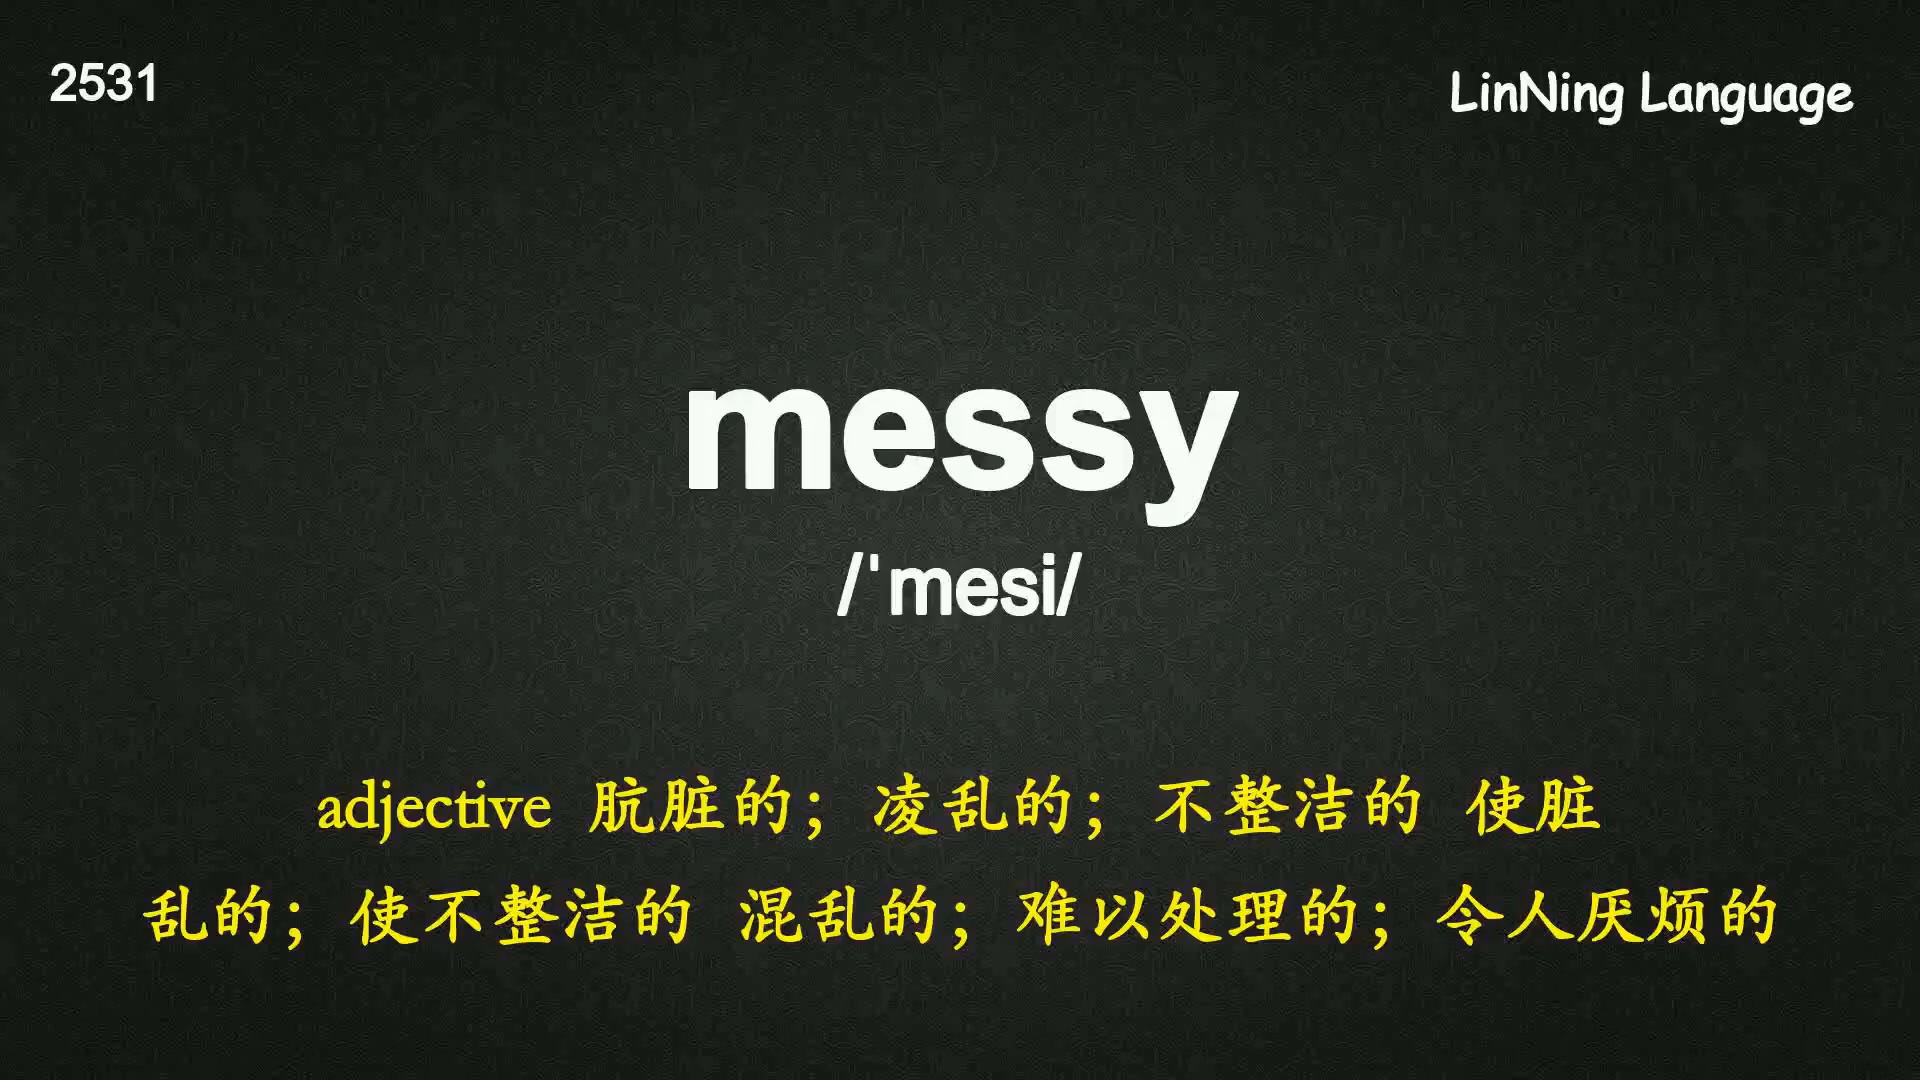 2531
LinNing Language
messy
/ˈmesi/
adjective 肮脏的；凌乱的；不整洁的 使脏
乱的；使不整洁的 混乱的；难以处理的；令人厌烦的